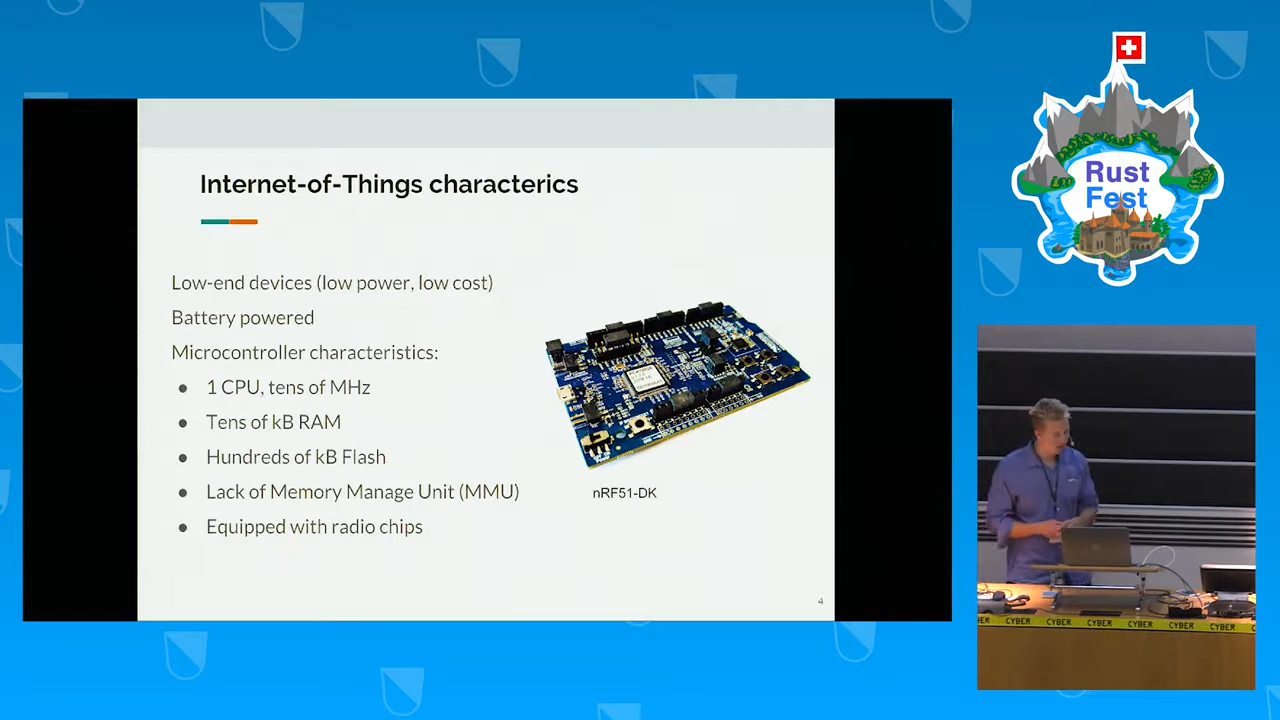 Internet-of-Things characterics
Low-end devices (low power, low cost)
Battery powered
Microcontroller characteristics:
● 1 CPU, tens of MHz
● Tens of kB RAM
● Hundreds of kB Flash
● Lack of Memory Manage Unit (MMU)
● Equipped with radio chips
nRF51-DK
4
Rust
Fest
CYBER CYBER CYBER CYBER CYBER CYBER